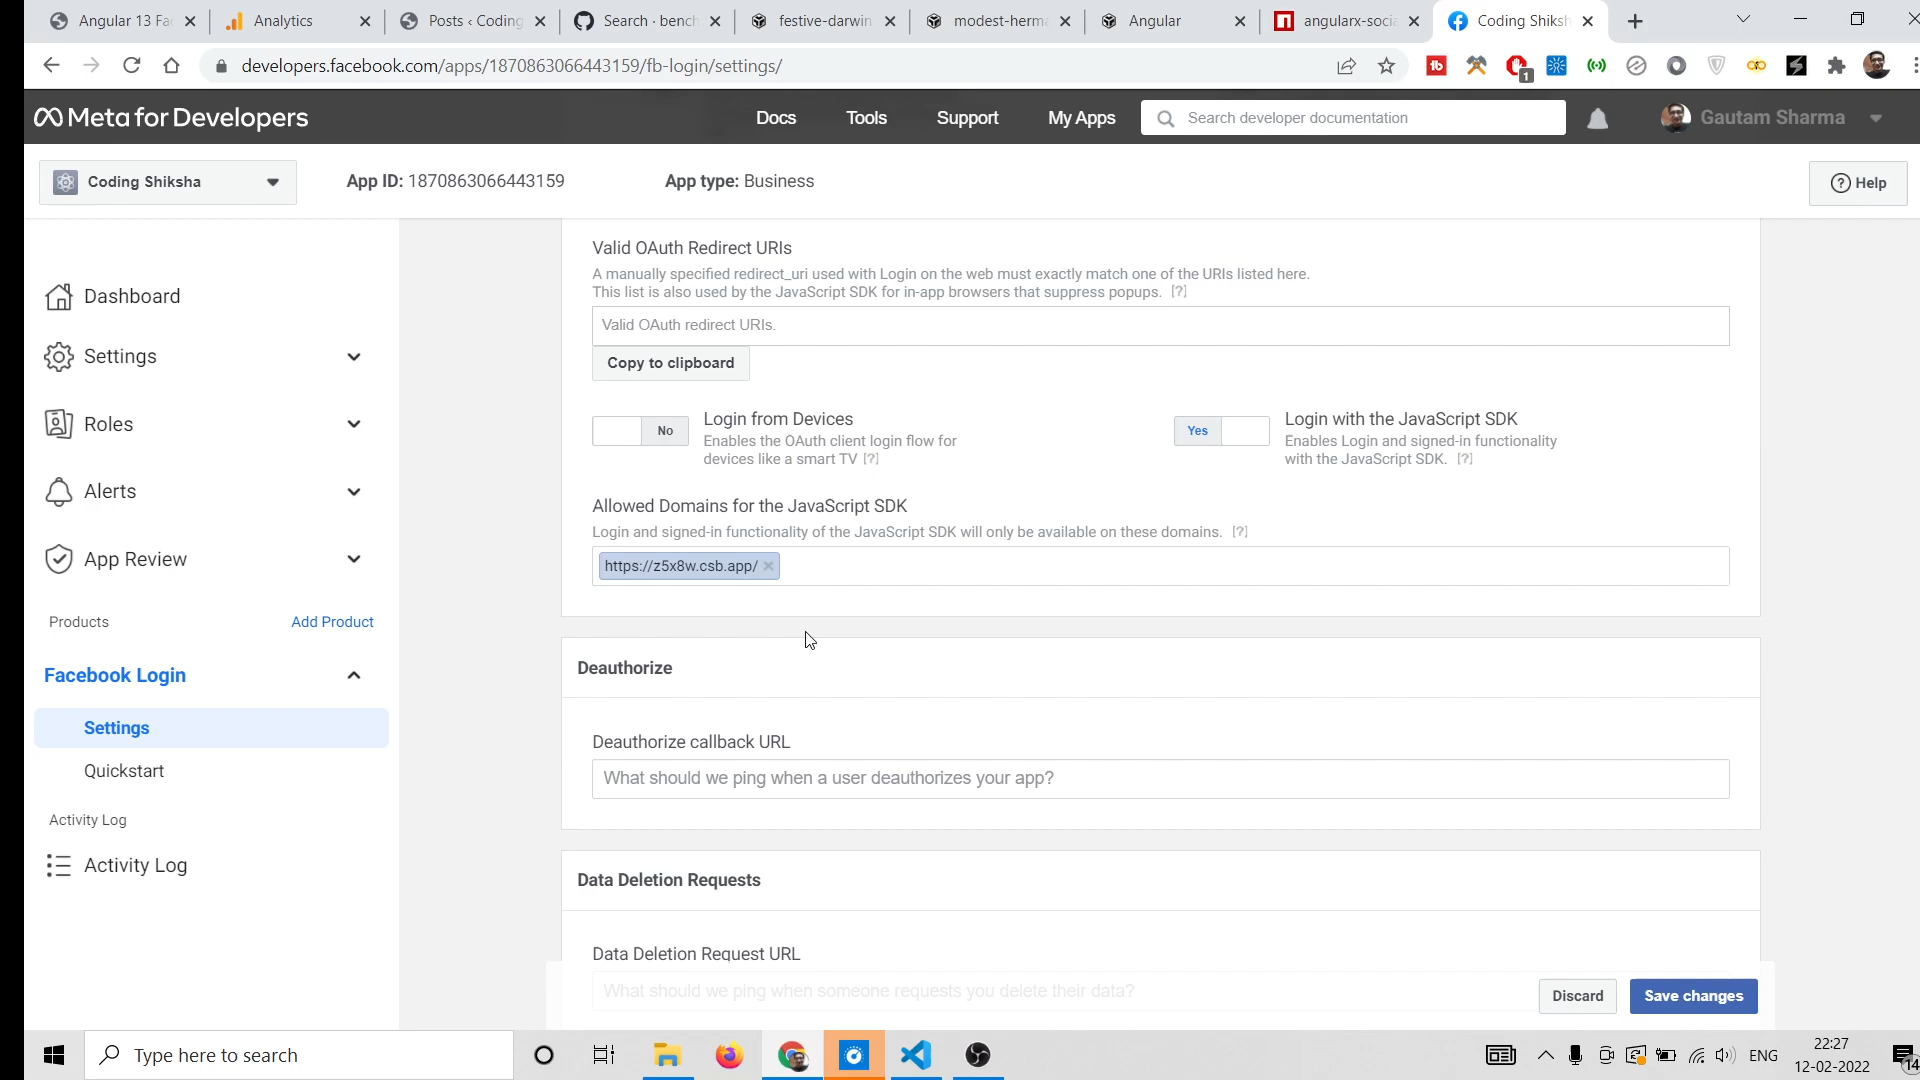 Angular 13 Fac
Analytics
Posts ‹ Coding
Search · bench
festive-darwin
modest-herma
Angular
angularx-socia
Coding Shiksh
developers.facebook.com/apps/1870863066443159/fb-login/settings/
1
Meta for Developers
Docs
Tools
Support
My Apps
Search developer documentation
Gautam Sharma
Coding Shiksha
App ID: 1870863066443159
App type: Business
Help
Dashboard
Settings
Roles
Alerts
App Review
Products
Add Product
Facebook Login
Settings
Quickstart
Activity Log
Activity Log
Valid OAuth Redirect URIs
A manually specified redirect_uri used with Login on the web must exactly match one of the URIs listed here.
This list is also used by the JavaScript SDK for in-app browsers that suppress popups. [?]
Valid OAuth redirect URIs.
Copy to clipboard
No
Login from Devices
Enables the OAuth client login flow for
devices like a smart TV [?]
Yes
Login with the JavaScript SDK
Enables Login and signed-in functionality
with the JavaScript SDK. [?]
Allowed Domains for the JavaScript SDK
Login and signed-in functionality of the JavaScript SDK will only be available on these domains. [?]
https://z5x8w.csb.app/
Deauthorize
Deauthorize callback URL
What should we ping when a user deauthorizes your app?
Data Deletion Requests
Data Deletion Request URL
What should we ping when someone requests you delete their data?
Discard
Save changes
Type here to search
ENG
22:27
12-02-2022
14